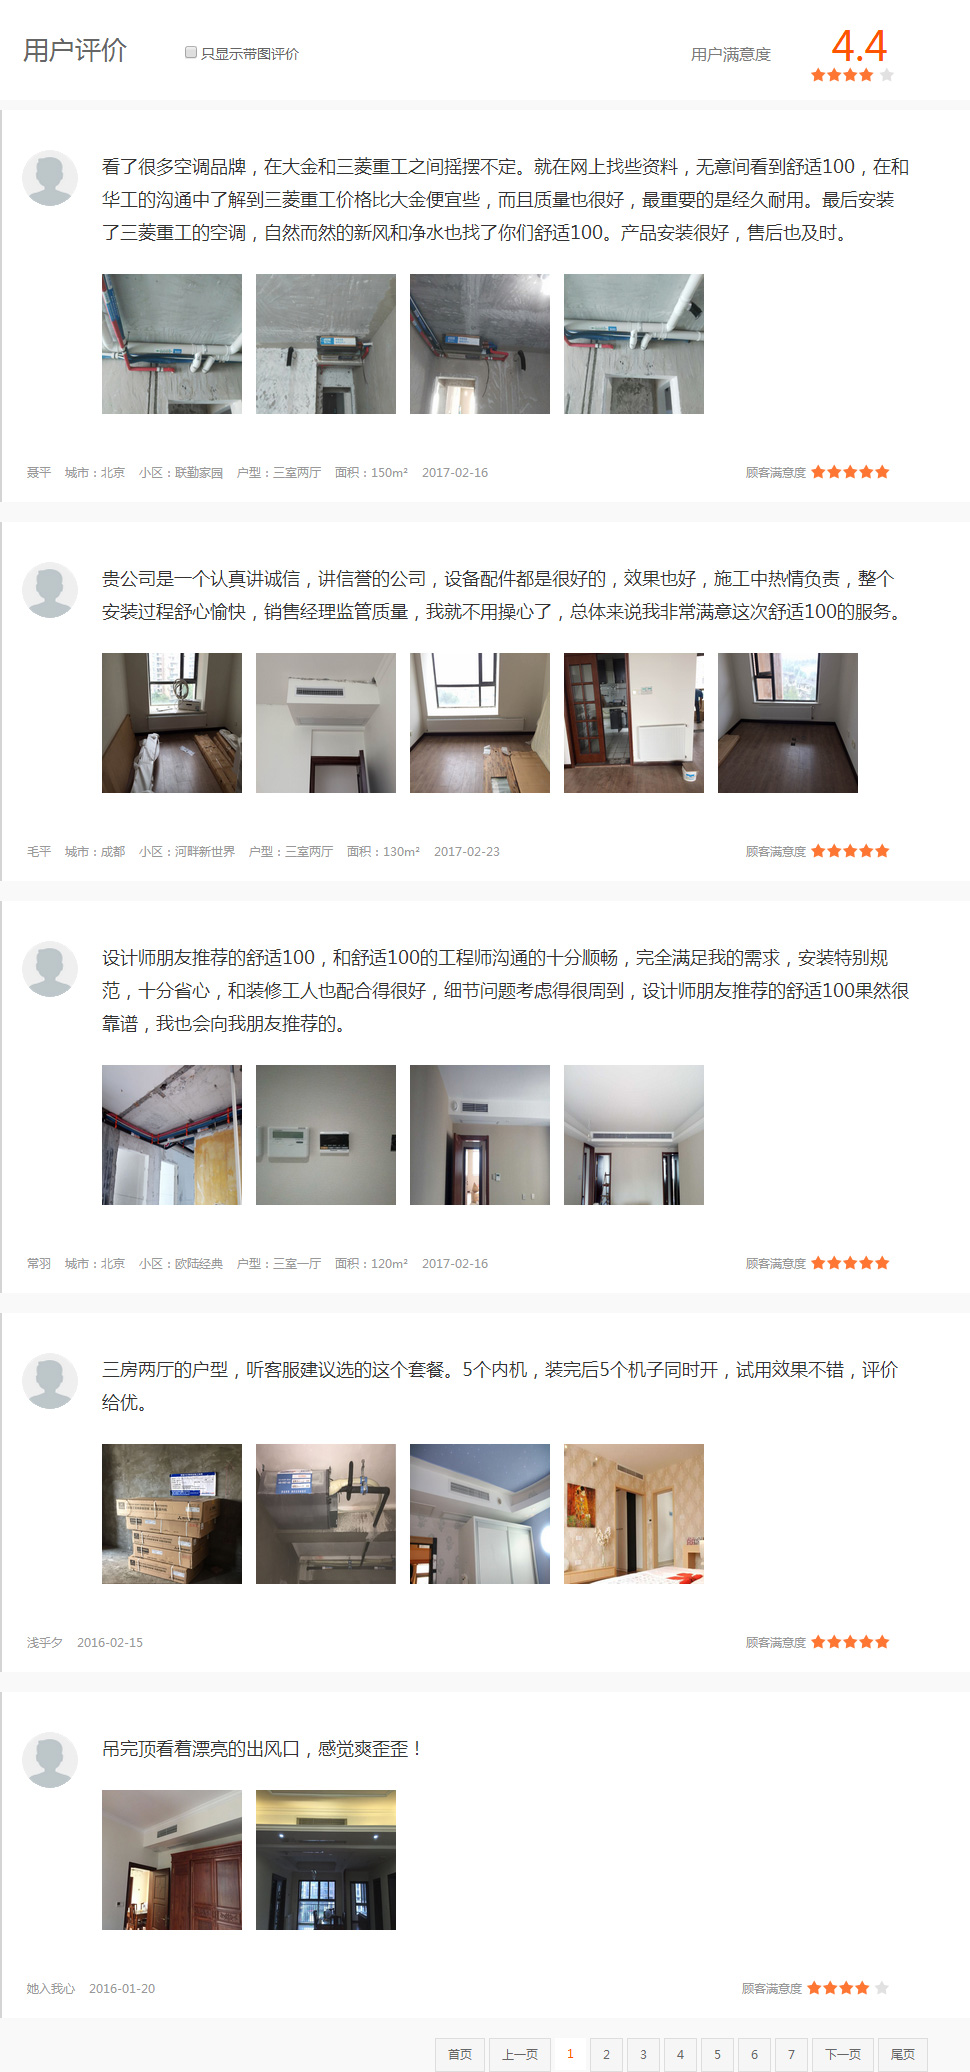 用户评价
只显示带图评价
用户满意度
4.4
看了很多空调品牌，在大金和三菱重工之间摇摆不定。就在网上找些资料，无意间看到舒适100，在和
华工的沟通中了解到三菱重工价格比大金便宜些，而且质量也很好，最重要的是经久耐用。最后安装
了三菱重工的空调，自然而然的新风和净水也找了你们舒适100。产品安装很好，售后也及时。
聂平 城市：北京 小区：联勤家园 户型：三室两厅 面积：150m² 2017-02-16
顾客满意度
贵公司是一个认真讲诚信，讲信誉的公司，设备配件都是很好的，效果也好，施工中热情负责，整个
安装过程舒心愉快，销售经理监管质量，我就不用操心了，总体来说我非常满意这次舒适100的服务。
毛平 城市：成都 小区：河畔新世界 户型：三室两厅 面积：130m² 2017-02-23
顾客满意度
设计师朋友推荐的舒适100，和舒适100的工程师沟通的十分顺畅，完全满足我的需求，安装特别规
范，十分省心，和装修工人也配合得很好，细节问题考虑得很周到，设计师朋友推荐的舒适100果然很
靠谱，我也会向我朋友推荐的。
常羽 城市：北京 小区：欧陆经典 户型：三室一厅 面积：120m² 2017-02-16
顾客满意度
三房两厅的户型，听客服建议选的这个套餐。5个内机，装完后5个机子同时开，试用效果不错，评价
给优。
浅乎夕 2016-02-15
顾客满意度
吊完顶看着漂亮的出风口，感觉爽歪歪！
她入我心 2016-01-20
顾客满意度
首页 上一页 1 2 3 4 5 6 7 下一页 尾页